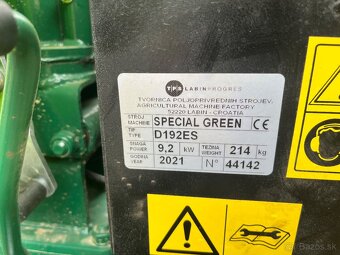 TPS LABINPROGRES
TVORNICA POLJOPRIVREDNIH STROJEV
AGRICULTURAL MACHINE FACTORY
52220 LABIN - CROATIA
STROJ
MACHINE
SPECIAL GREEN CE
TIP
TYPE
D192ES
SNAGA
POWER
9,2 kW
TEŽINA
WEIGHT
214 kg
GODINA
YEAR
2021
N° 44142
bazos.sk